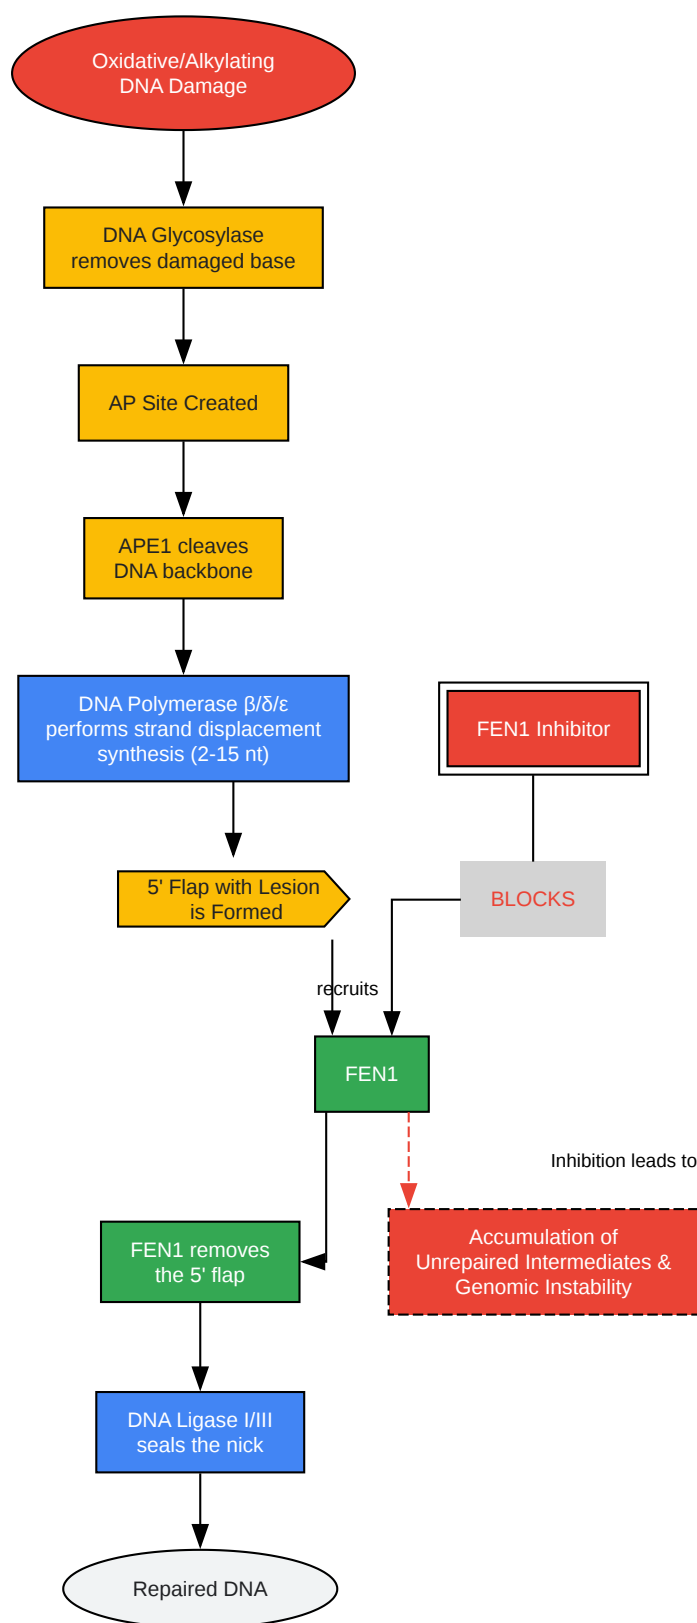 Oxidative/Alkylating
DNA Damage
DNA Glycosylase
removes damaged base
AP Site Created
APE1 cleaves
DNA backbone
DNA Polymerase β/δ/ε
performs strand displacement
synthesis (2-15 nt)
FEN1 Inhibitor
5' Flap with Lesion
is Formed
BLOCKS
recruits
FEN1
Inhibition leads to
FEN1 removes
the 5' flap
Accumulation of
Unrepaired Intermediates &
Genomic Instability
DNA Ligase I/III
seals the nick
Repaired DNA